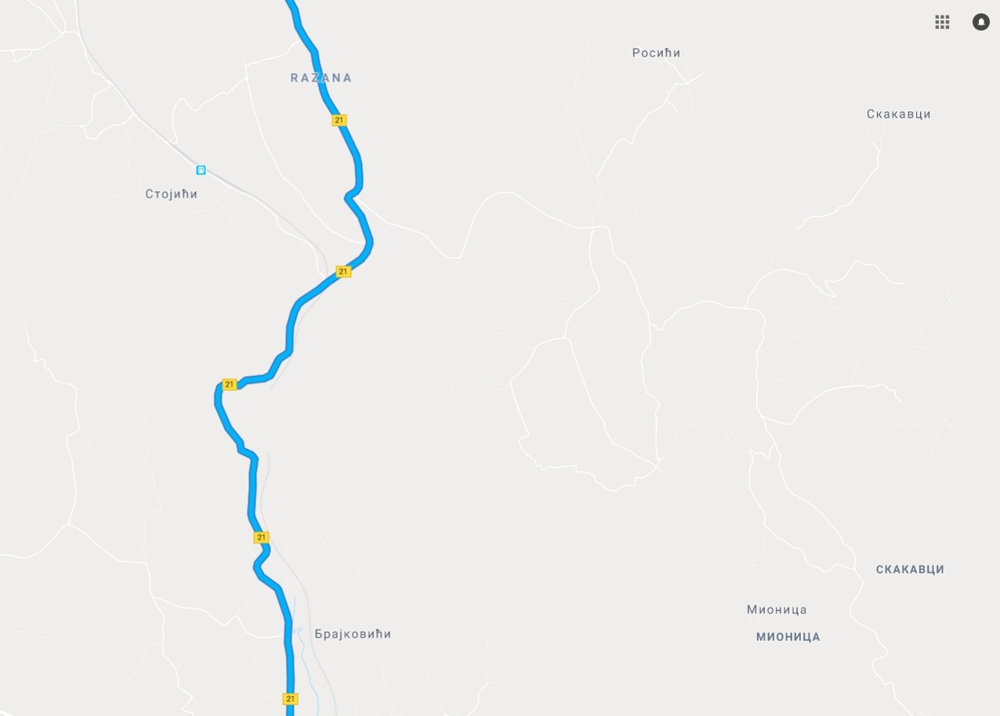 Росићи
RAZANA
Скакавци
21
Стојићи
21
21
21
СКАКАВЦИ
Мионица
Брајковићи
МИОНИЦА
21